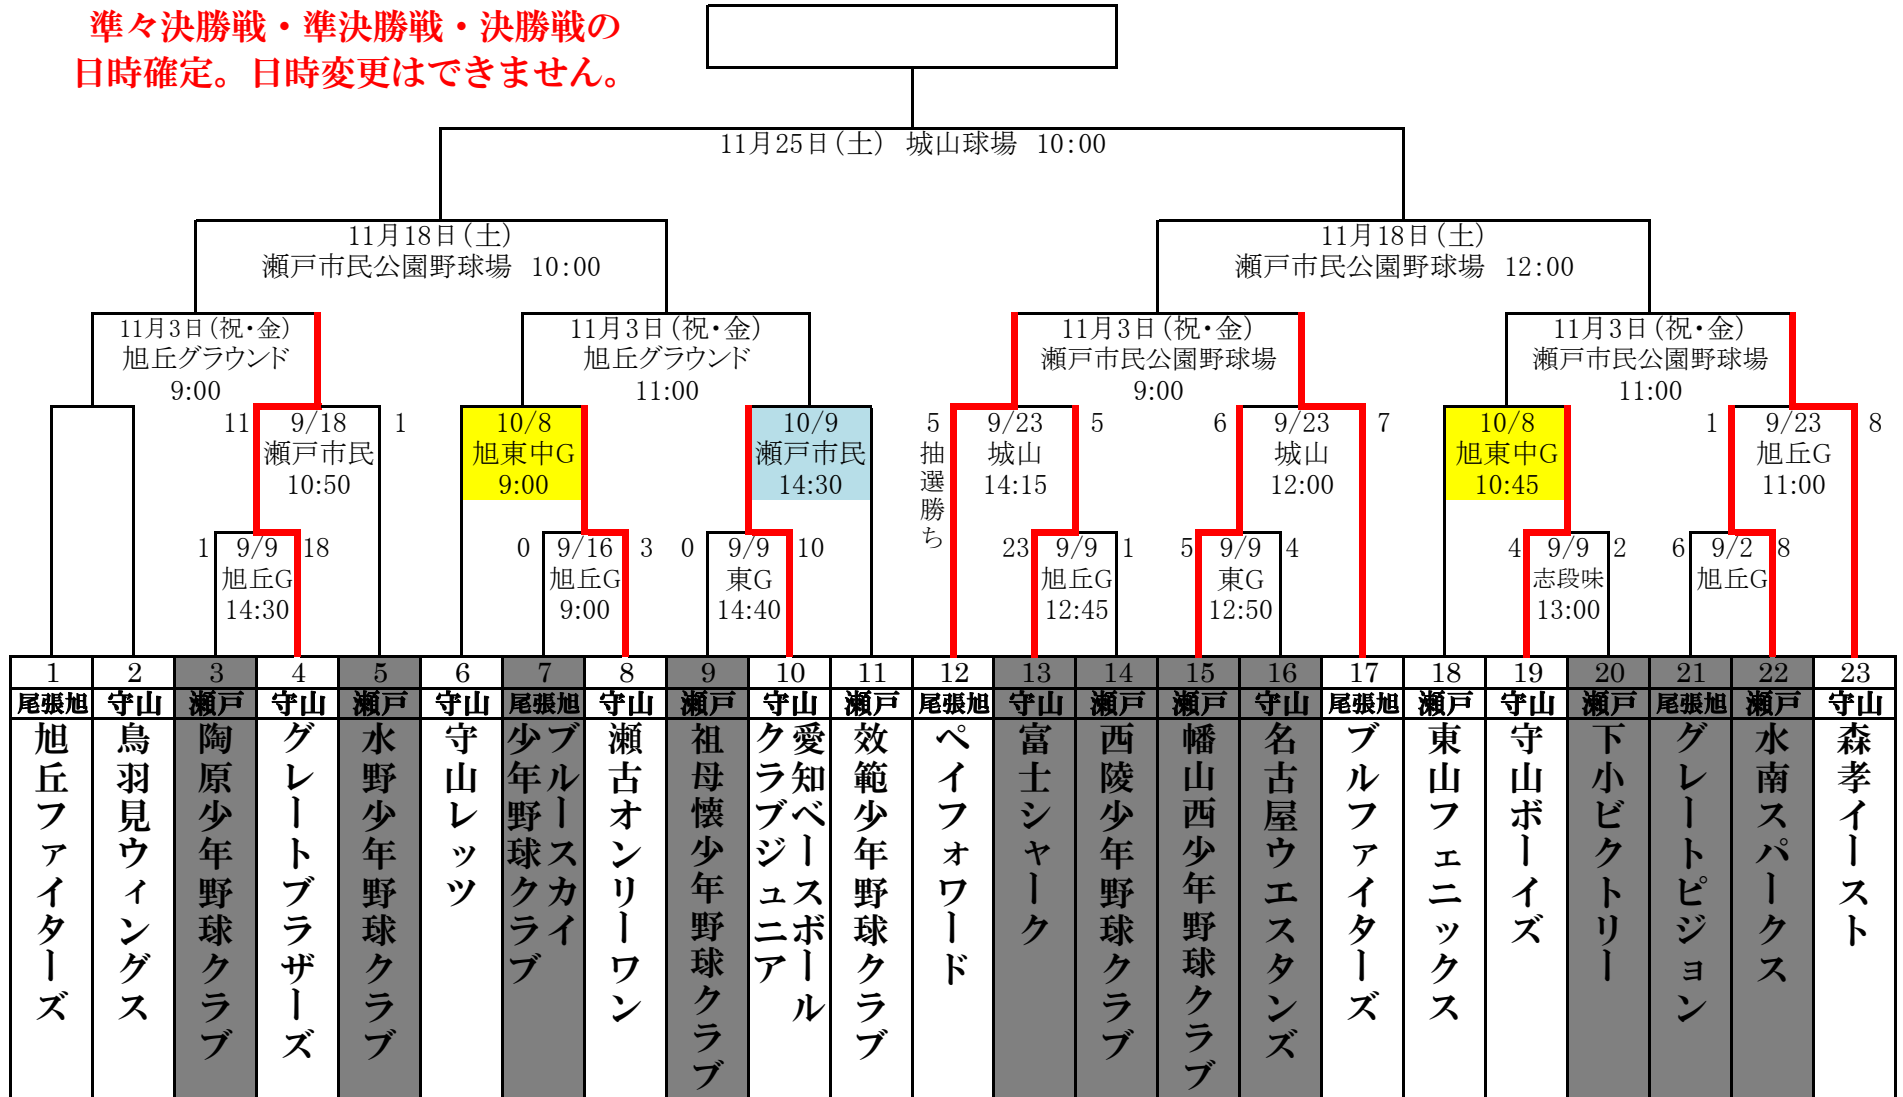 準々決勝戦・準決勝戦・決勝戦の
日時確定。日時変更はできません。
11月25日(土) 城山球場 10:00
11月18日(土)
瀬戸市民公園野球場 10:00
11月18日(土)
瀬戸市民公園野球場 12:00
11月3日(祝・金)
旭丘グラウンド
9:00
11月3日(祝・金)
旭丘グラウンド
11:00
11月3日(祝・金)
瀬戸市民公園野球場
9:00
11月3日(祝・金)
瀬戸市民公園野球場
11:00
11 9/18 1
瀬戸市民
10:50
10/8
旭東中G
9:00
10/9
瀬戸市民
14:30
5 9/23 5
抽選勝ち
城山
14:15
6 9/23 7
城山
12:00
10/8
旭東中G
10:45
1 9/23 8
旭丘G
11:00
1 9/9 18
旭丘G
14:30
0 9/16 3
旭丘G
9:00
0 9/9 10
東G
14:40
23 9/9 1
旭丘G
12:45
5 9/9 4
東G
12:50
4 9/9 2
志段味
13:00
6 9/2 8
旭丘G
1 2 3 4 5 6 7 8 9 10 11 12 13 14 15 16 17 18 19 20 21 22 23
尾張旭 守山 瀬戸 守山 瀬戸 守山 尾張旭 守山 瀬戸 守山 瀬戸 尾張旭 守山 瀬戸 瀬戸 守山 尾張旭 瀬戸 守山 瀬戸 尾張旭 瀬戸 守山
旭丘ファイターズ
鳥羽見ウィングス
陶原少年野球クラブ
グレートブラザーズ
水野少年野球クラブ
守山レッツ
ブルースカイ
少年野球クラブ
瀬古オンリーワン
祖母懐少年野球クラブ
愛知ベースボール
クラブジュニア
效範少年野球クラブ
ペイフォワード
富士シャーク
西陵少年野球クラブ
幡山西少年野球クラブ
名古屋ウエスタンズ
ブルファイターズ
東山フェニックス
守山ボーイズ
下小ビクトリー
グレートピジョン
水南スパークス
森孝イースト